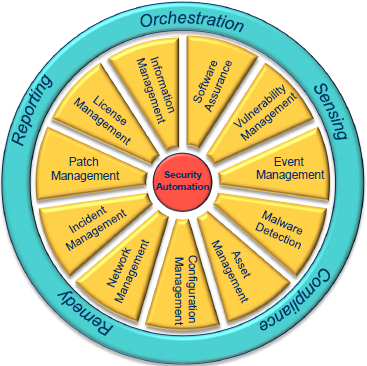 Orchestration
Sensing
Compliance
Remedy
Reporting
Information
Management
Software
Assurance
Vulnerability
Management
Event
Management
Malware
Detection
Asset
Management
Configuration
Management
Network
Management
Incident
Management
Patch
Management
License
Management
Security
Automation